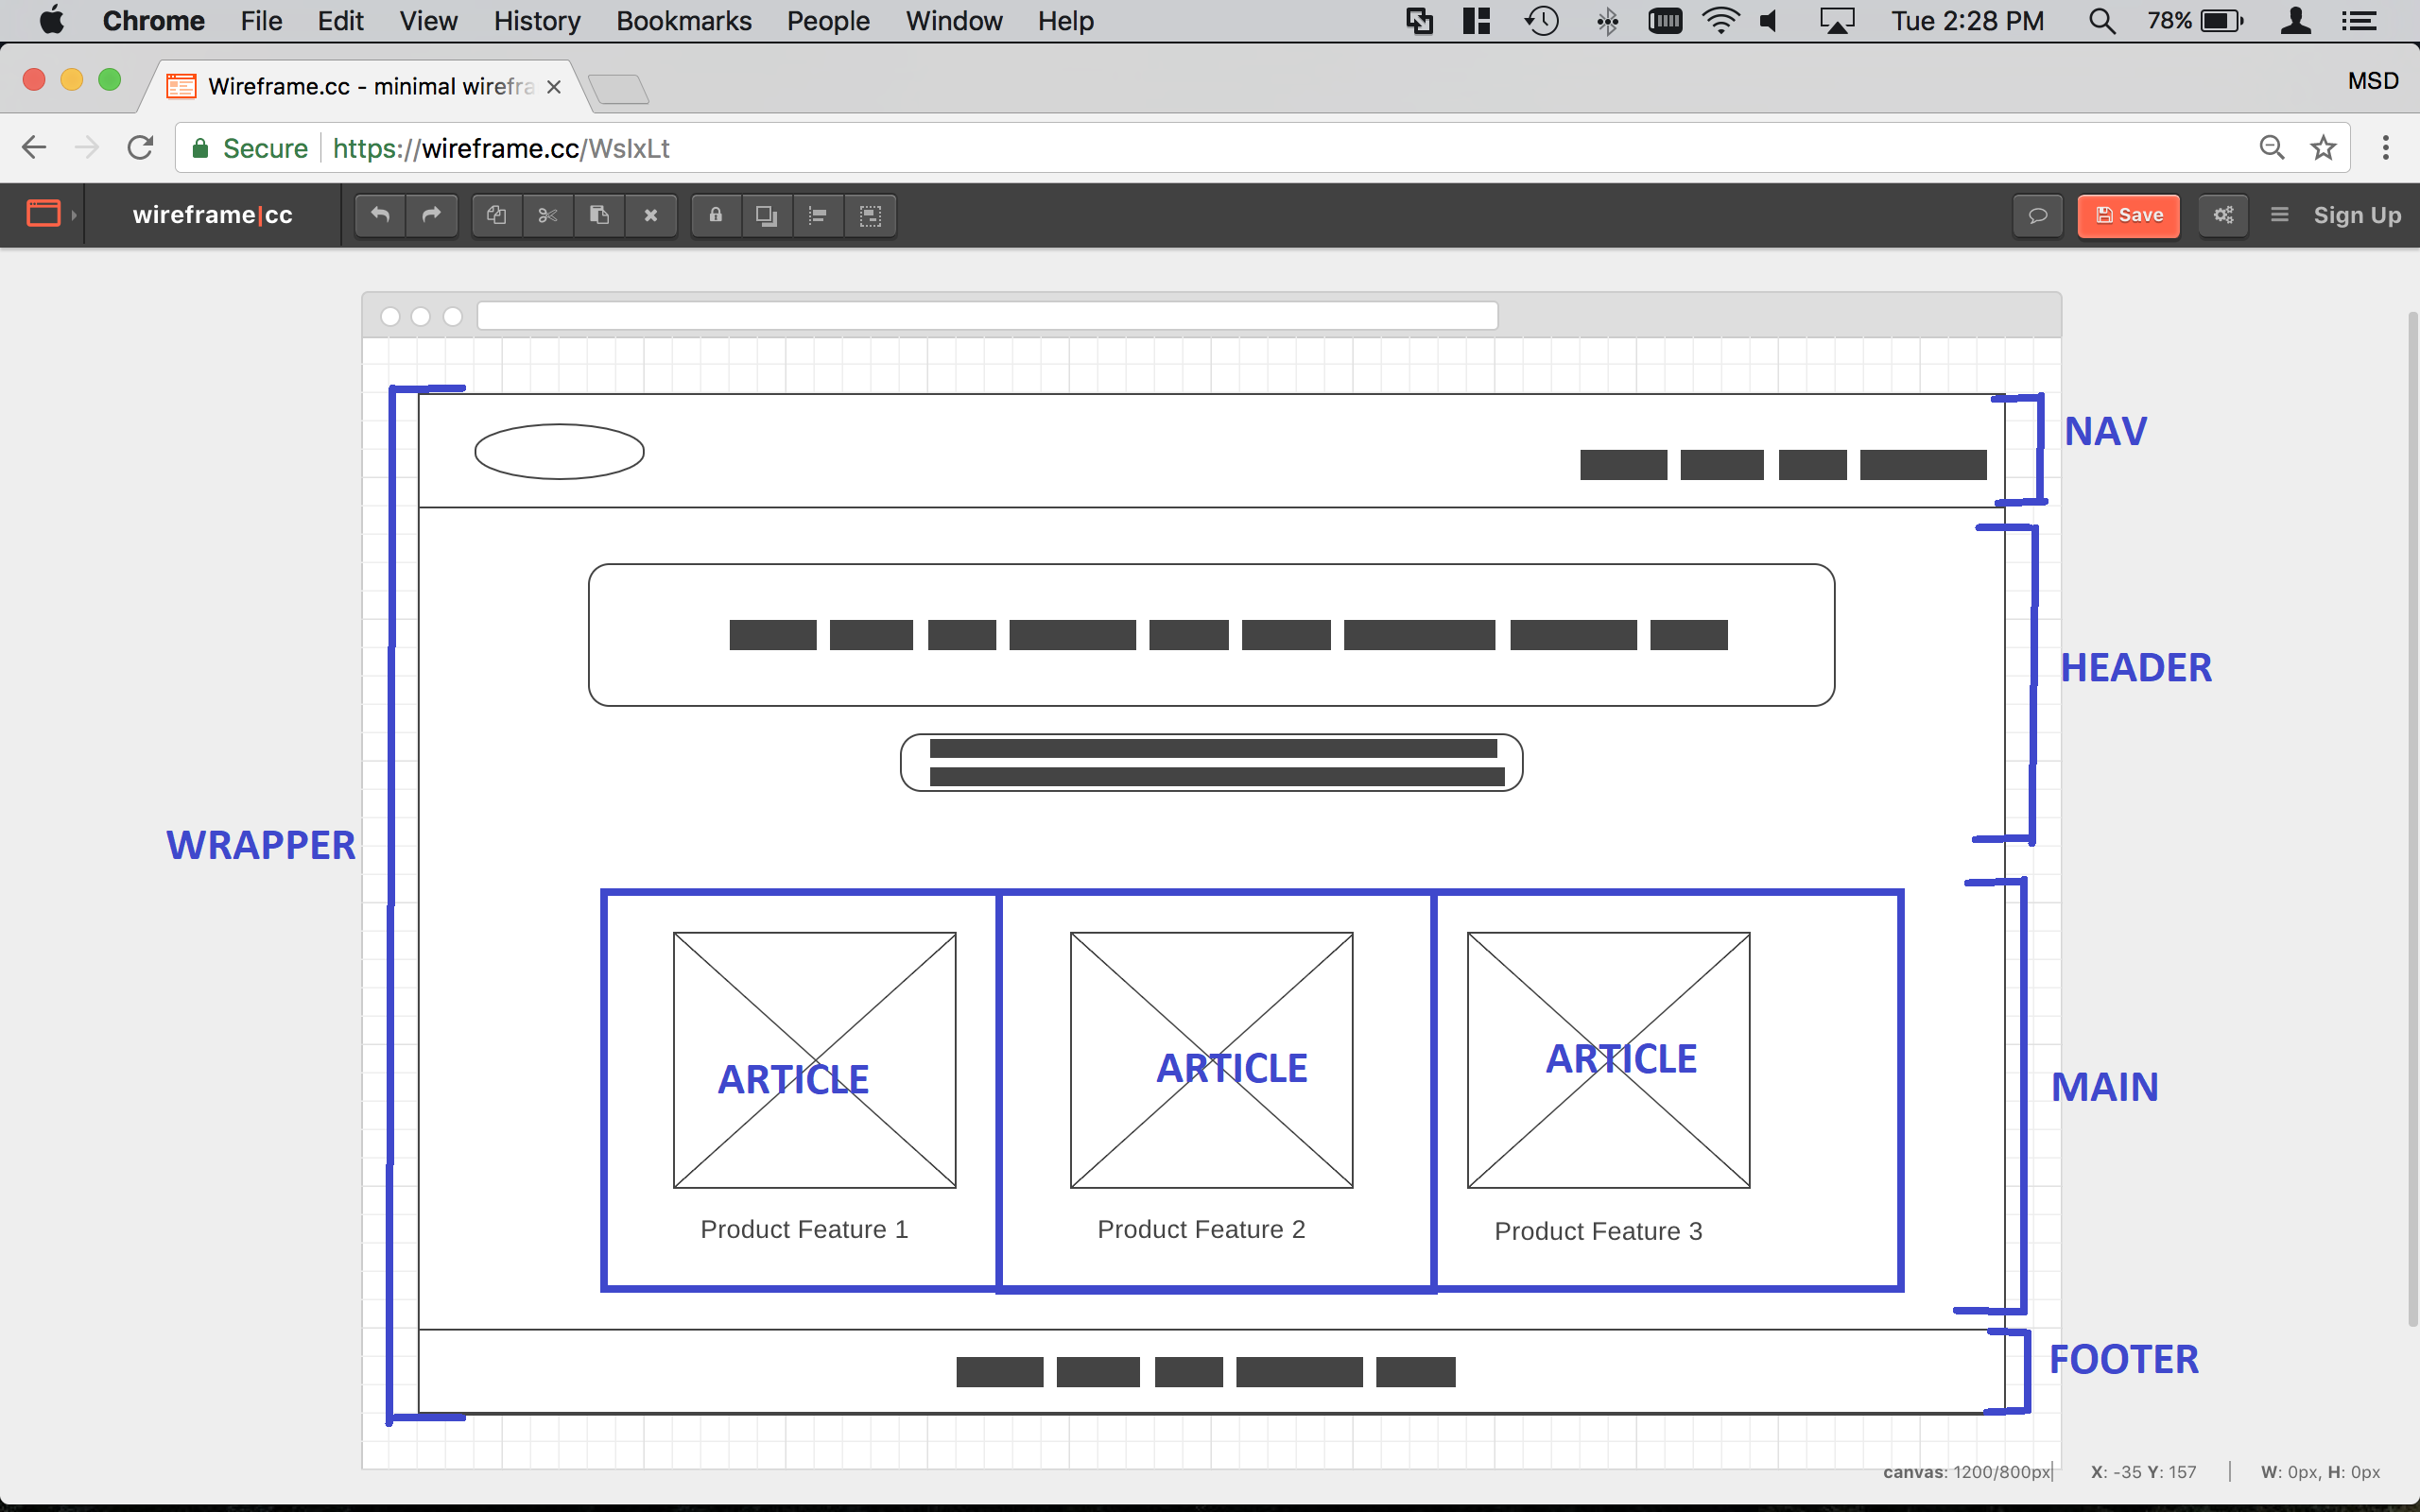 Chrome File Edit View History Bookmarks People Window Help Tue 2:28 PM 78%
Wireframe.cc - minimal wirefra MSD
Secure https://wireframe.cc/WsIxLt
wireframe|cc Save Sign Up
NAV
HEADER
WRAPPER
ARTICLE ARTICLE ARTICLE
MAIN
Product Feature 1 Product Feature 2 Product Feature 3
FOOTER
canvas: 1200/800px X: -35 Y: 157 W: 0px, H: 0px